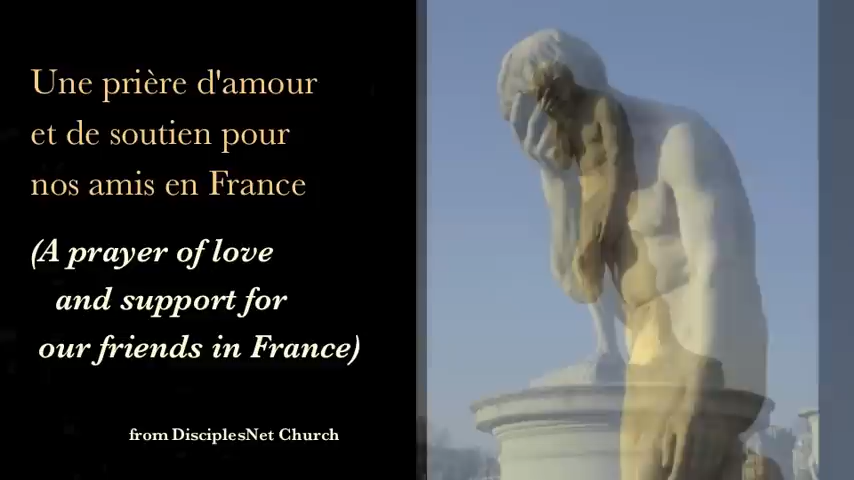 Une prière d'amour
et de soutien pour
nos amis en France
(A prayer of love
and support for
our friends in France)
from DisciplesNet Church